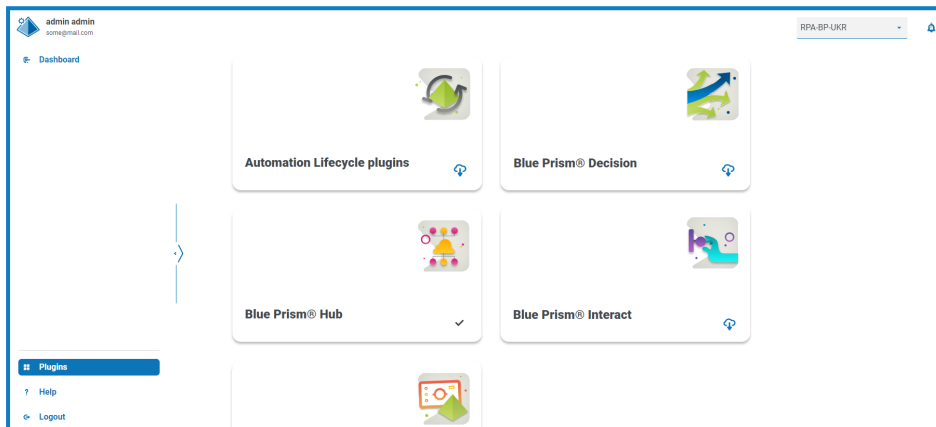 admin admin
some@mail.com
RPA-BP-UKR
Dashboard
Automation Lifecycle plugins
Blue Prism® Decision
Blue Prism® Hub
Blue Prism® Interact
Plugins
? Help
Logout